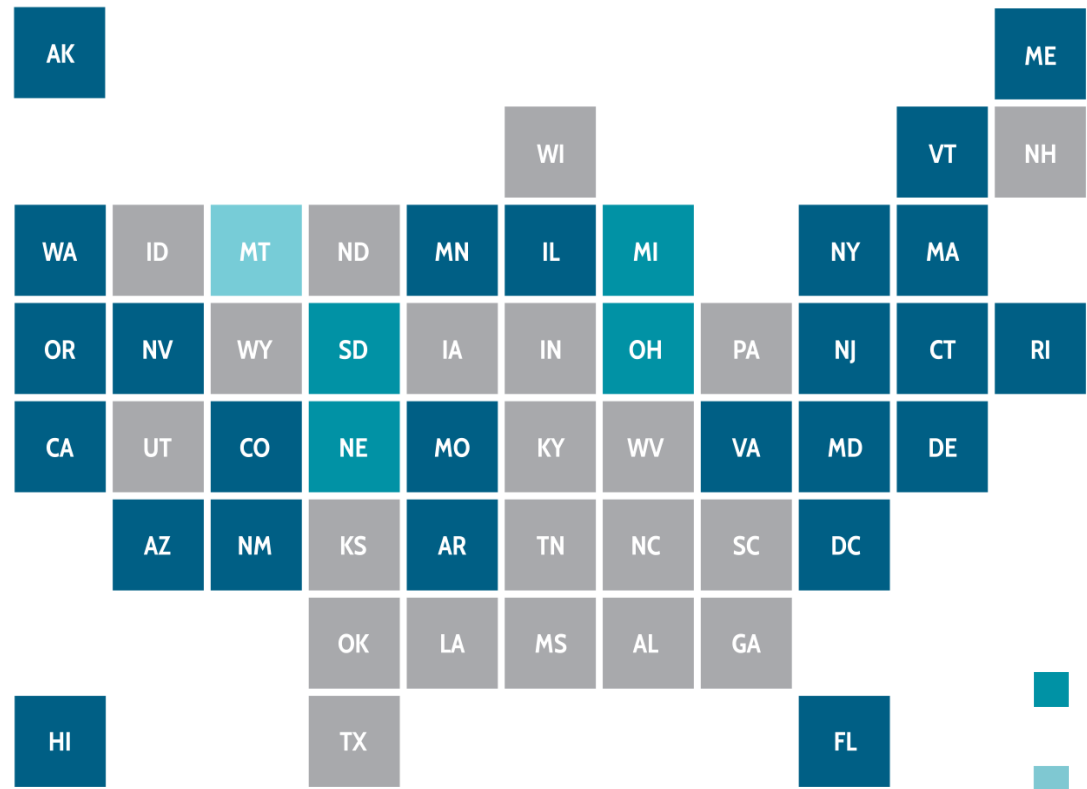 AK ME
WI VT NH
WA ID MT ND MN IL MI NY MA
OR NV WY SD IA IN OH PA NJ CT RI
CA UT CO NE MO KY WV VA MD DE
AZ NM KS AR TN NC SC DC
OK LA MS AL GA
HI TX FL